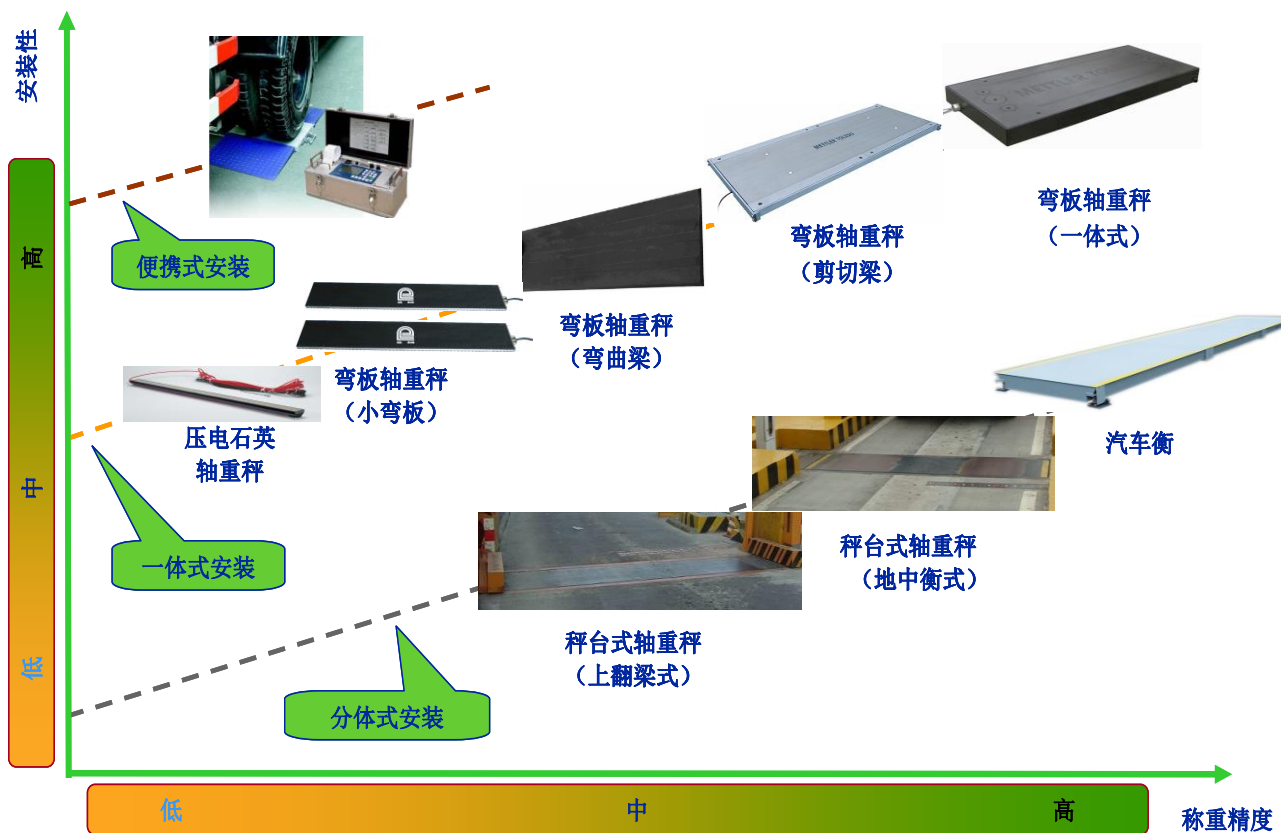 安装性
高
中
低
便携式安装
一体式安装
分体式安装
压电石英
轴重秤
弯板轴重秤
（小弯板）
弯板轴重秤
（弯曲梁）
METTLER TOLEDO
弯板轴重秤
（剪切梁）
METTLER TOLEDO
弯板轴重秤
（一体式）
秤台式轴重秤
（上翻梁式）
秤台式轴重秤
（地中衡式）
汽车衡
低
中
高
称重精度